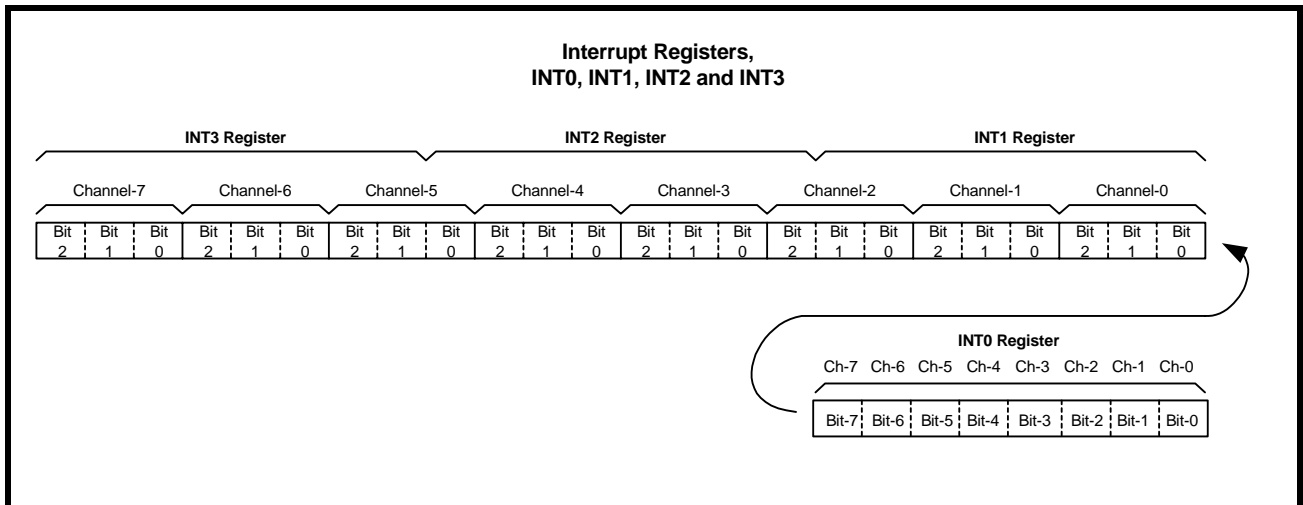 Interrupt Registers,
INT0, INT1, INT2 and INT3
INT3 Register INT2 Register INT1 Register
Channel-7 Channel-6 Channel-5 Channel-4 Channel-3 Channel-2 Channel-1 Channel-0
Bit Bit Bit Bit Bit Bit Bit Bit Bit Bit Bit Bit Bit Bit Bit Bit Bit Bit Bit Bit Bit Bit Bit Bit
2 1 0 2 1 0 2 1 0 2 1 0 2 1 0 2 1 0 2 1 0 2 1 0
INT0 Register
Ch-7 Ch-6 Ch-5 Ch-4 Ch-3 Ch-2 Ch-1 Ch-0
Bit-7 Bit-6 Bit-5 Bit-4 Bit-3 Bit-2 Bit-1 Bit-0